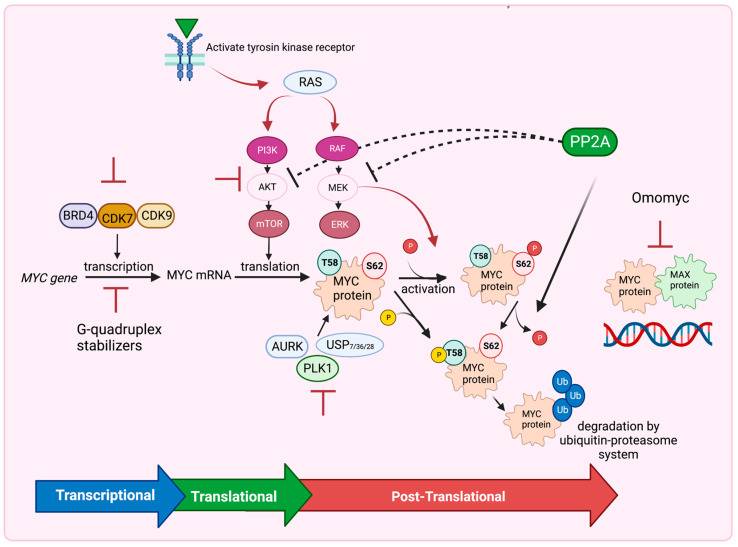 Activate tyrosin kinase receptor
RAS
PI3K
RAF
PP2A
AKT
MEK
Omomyc
BRD4
CDK7
CDK9
mTOR
ERK
T58
S62
P
P
MYC gene
transcription
MYC mRNA
translation
MYC
protein
activation
T58
S62
MYC
protein
MYC
protein
MAX
protein
G-quadruplex
stabilizers
P
AURK
USP7/36/28
PLK1
P
P
T58
S62
MYC
protein
Ub
Ub
Ub
MYC
protein
degradation by
ubiquitin-proteasome
system
Transcriptional
Translational
Post-Translational